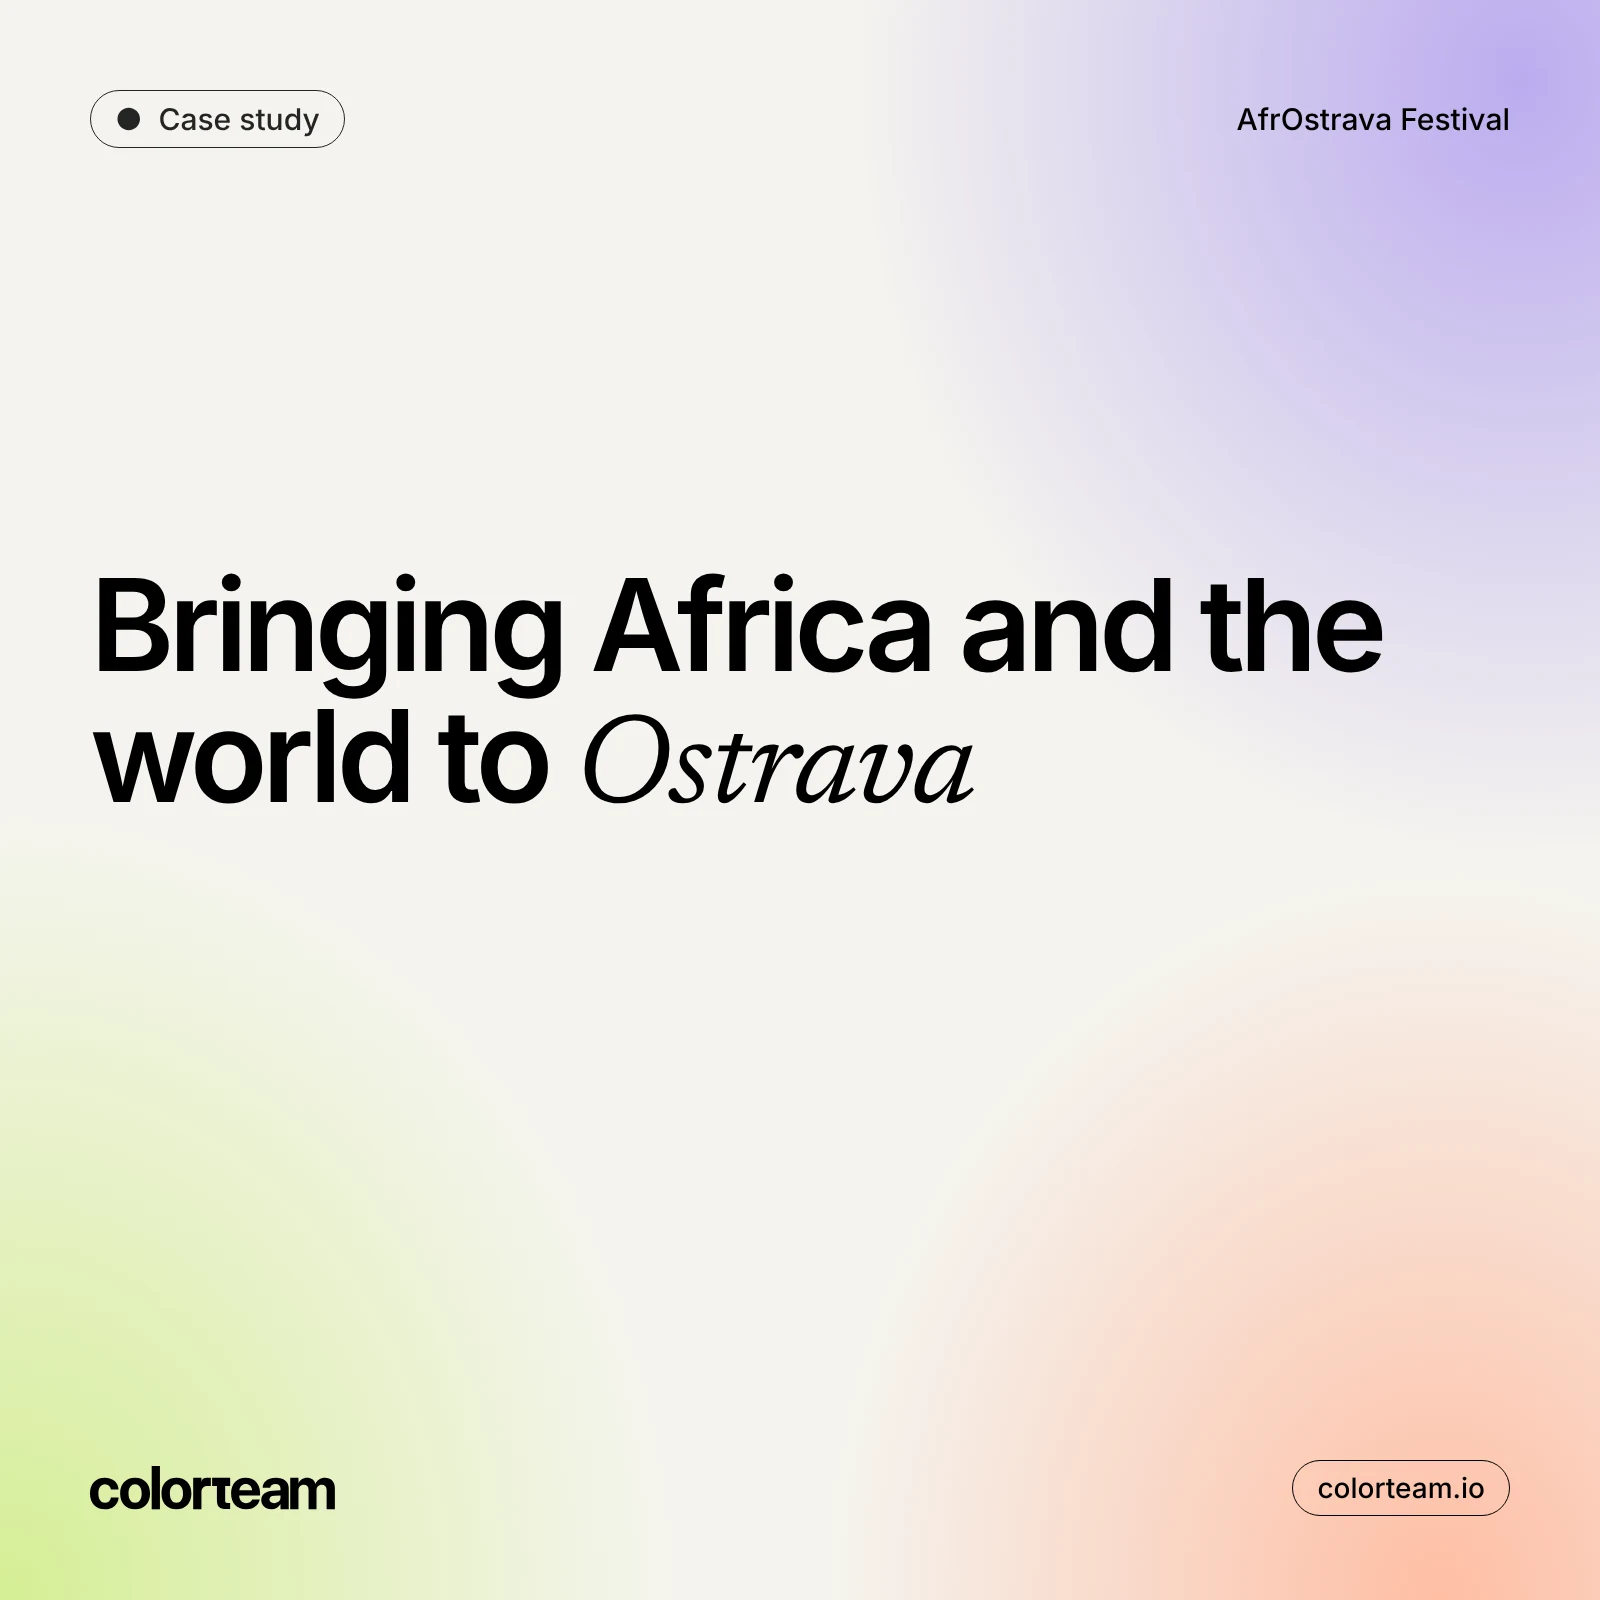 Case study
AfrOstrava Festival
Bringing Africa and the
world to Ostrava
colorteam
colorteam.io